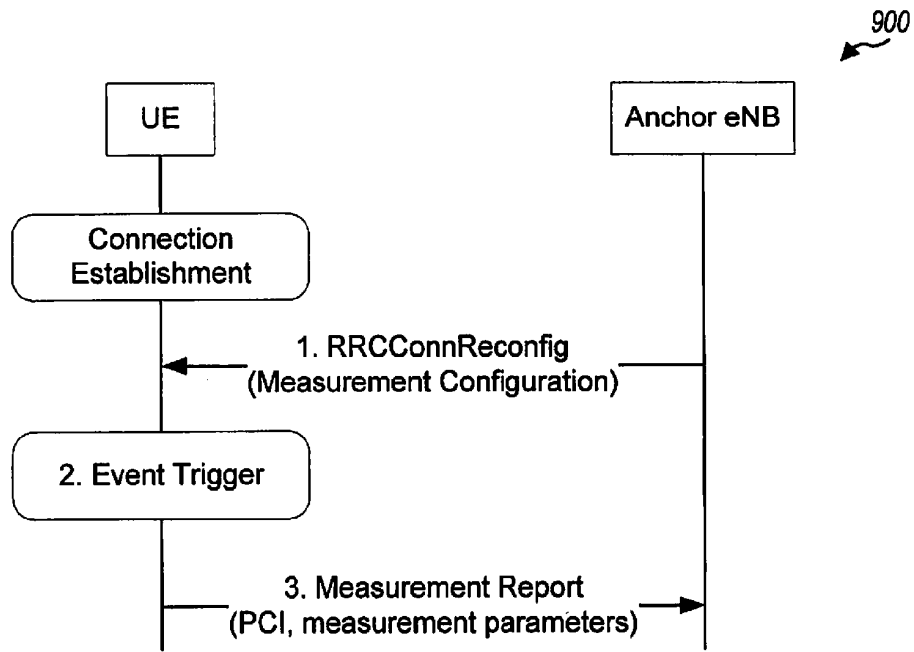 900
UE
Anchor eNB
Connection
Establishment
1. RRCConnReconfig
(Measurement Configuration)
2. Event Trigger
3. Measurement Report
(PCI, measurement parameters)